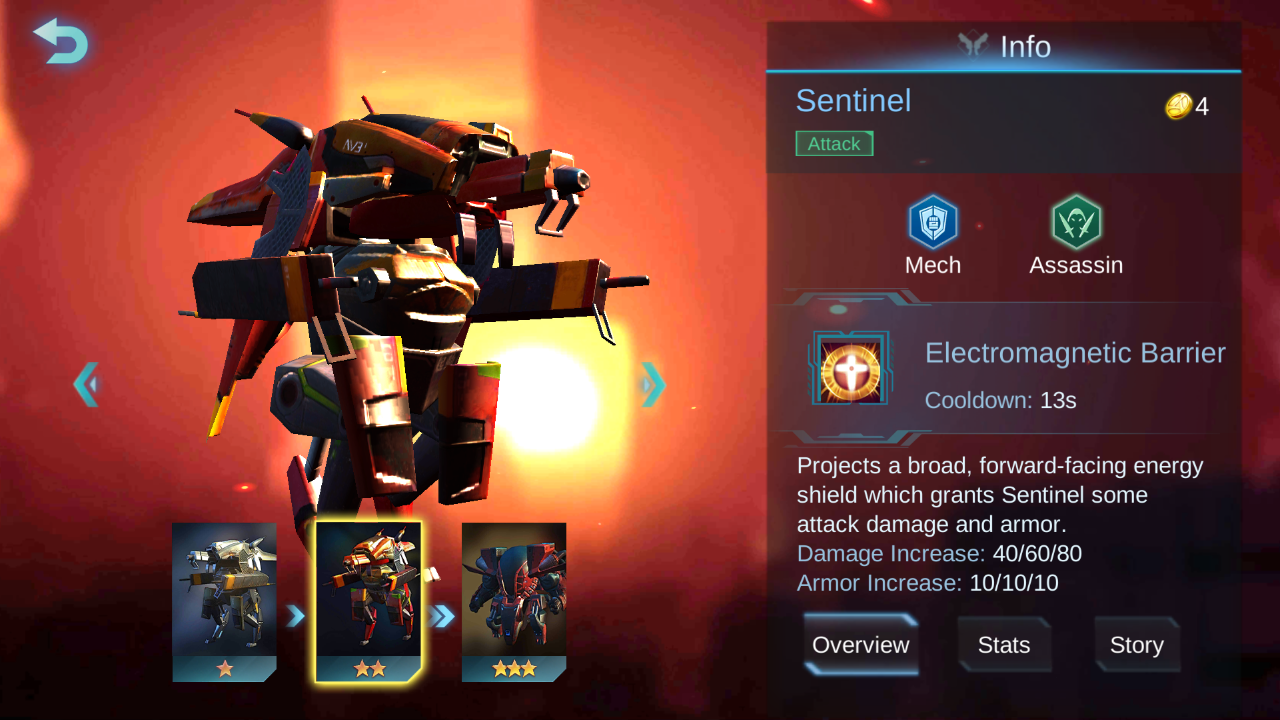 Info
Sentinel
4
Attack
Mech
Assassin
Electromagnetic Barrier
Cooldown: 13s
Projects a broad, forward-facing energy
shield which grants Sentinel some
attack damage and armor.
Damage Increase: 40/60/80
Armor Increase: 10/10/10
Overview
Stats
Story